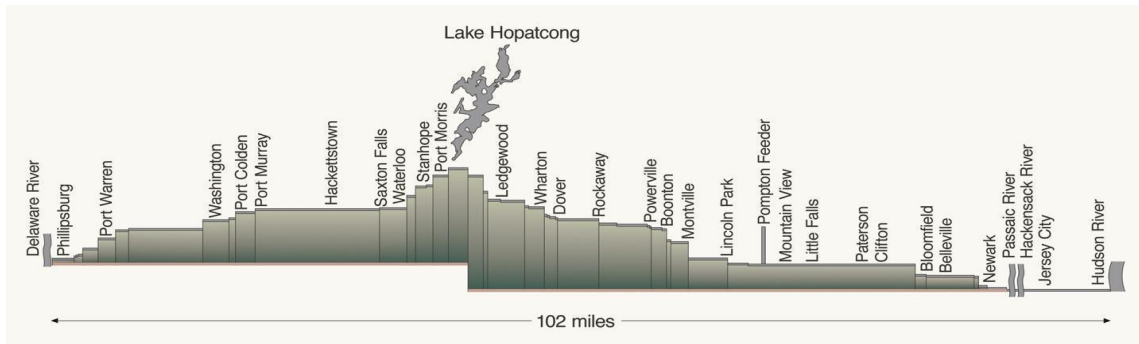 Lake Hopatcong
Delaware River
Phillipsburg
Port Warren
Washington
Port Colden
Port Murray
Hackettstown
Saxton Falls
Waterloo
Stanhope
Port Morris
Ledgewood
Wharton
Dover
Rockaway
Powerville
Boonton
Montville
Lincoln Park
Pompton Feeder
Mountain View
Little Falls
Paterson
Clifton
Bloomfield
Belleville
Newark
Passaic River
Hackensack River
Jersey City
Hudson River
102 miles